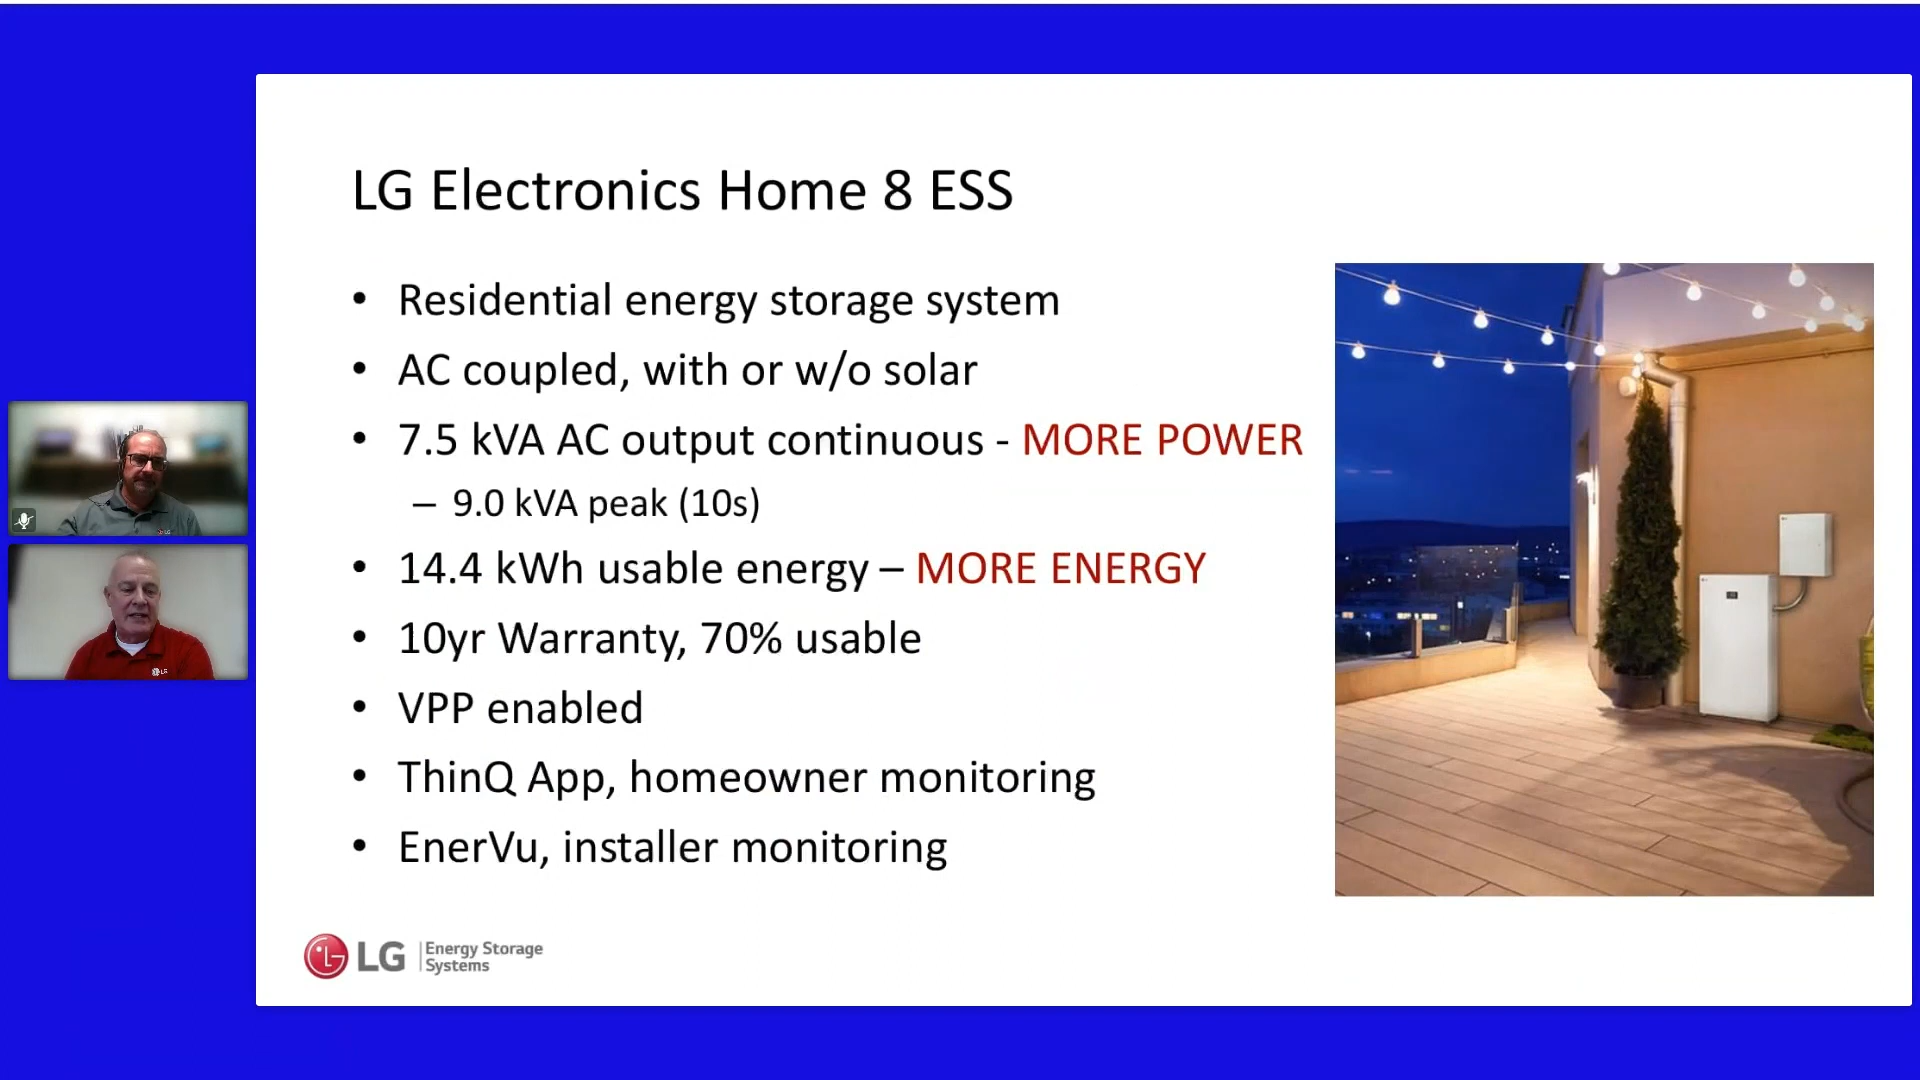 LG Electronics Home 8 ESS
• Residential energy storage system
• AC coupled, with or w/o solar
• 7.5 kVA AC output continuous - MORE POWER
– 9.0 kVA peak (10s)
• 14.4 kWh usable energy – MORE ENERGY
• 10yr Warranty, 70% usable
• VPP enabled
• ThinQ App, homeowner monitoring
• EnerVu, installer monitoring
LG
LG
LG Energy Storage
Systems